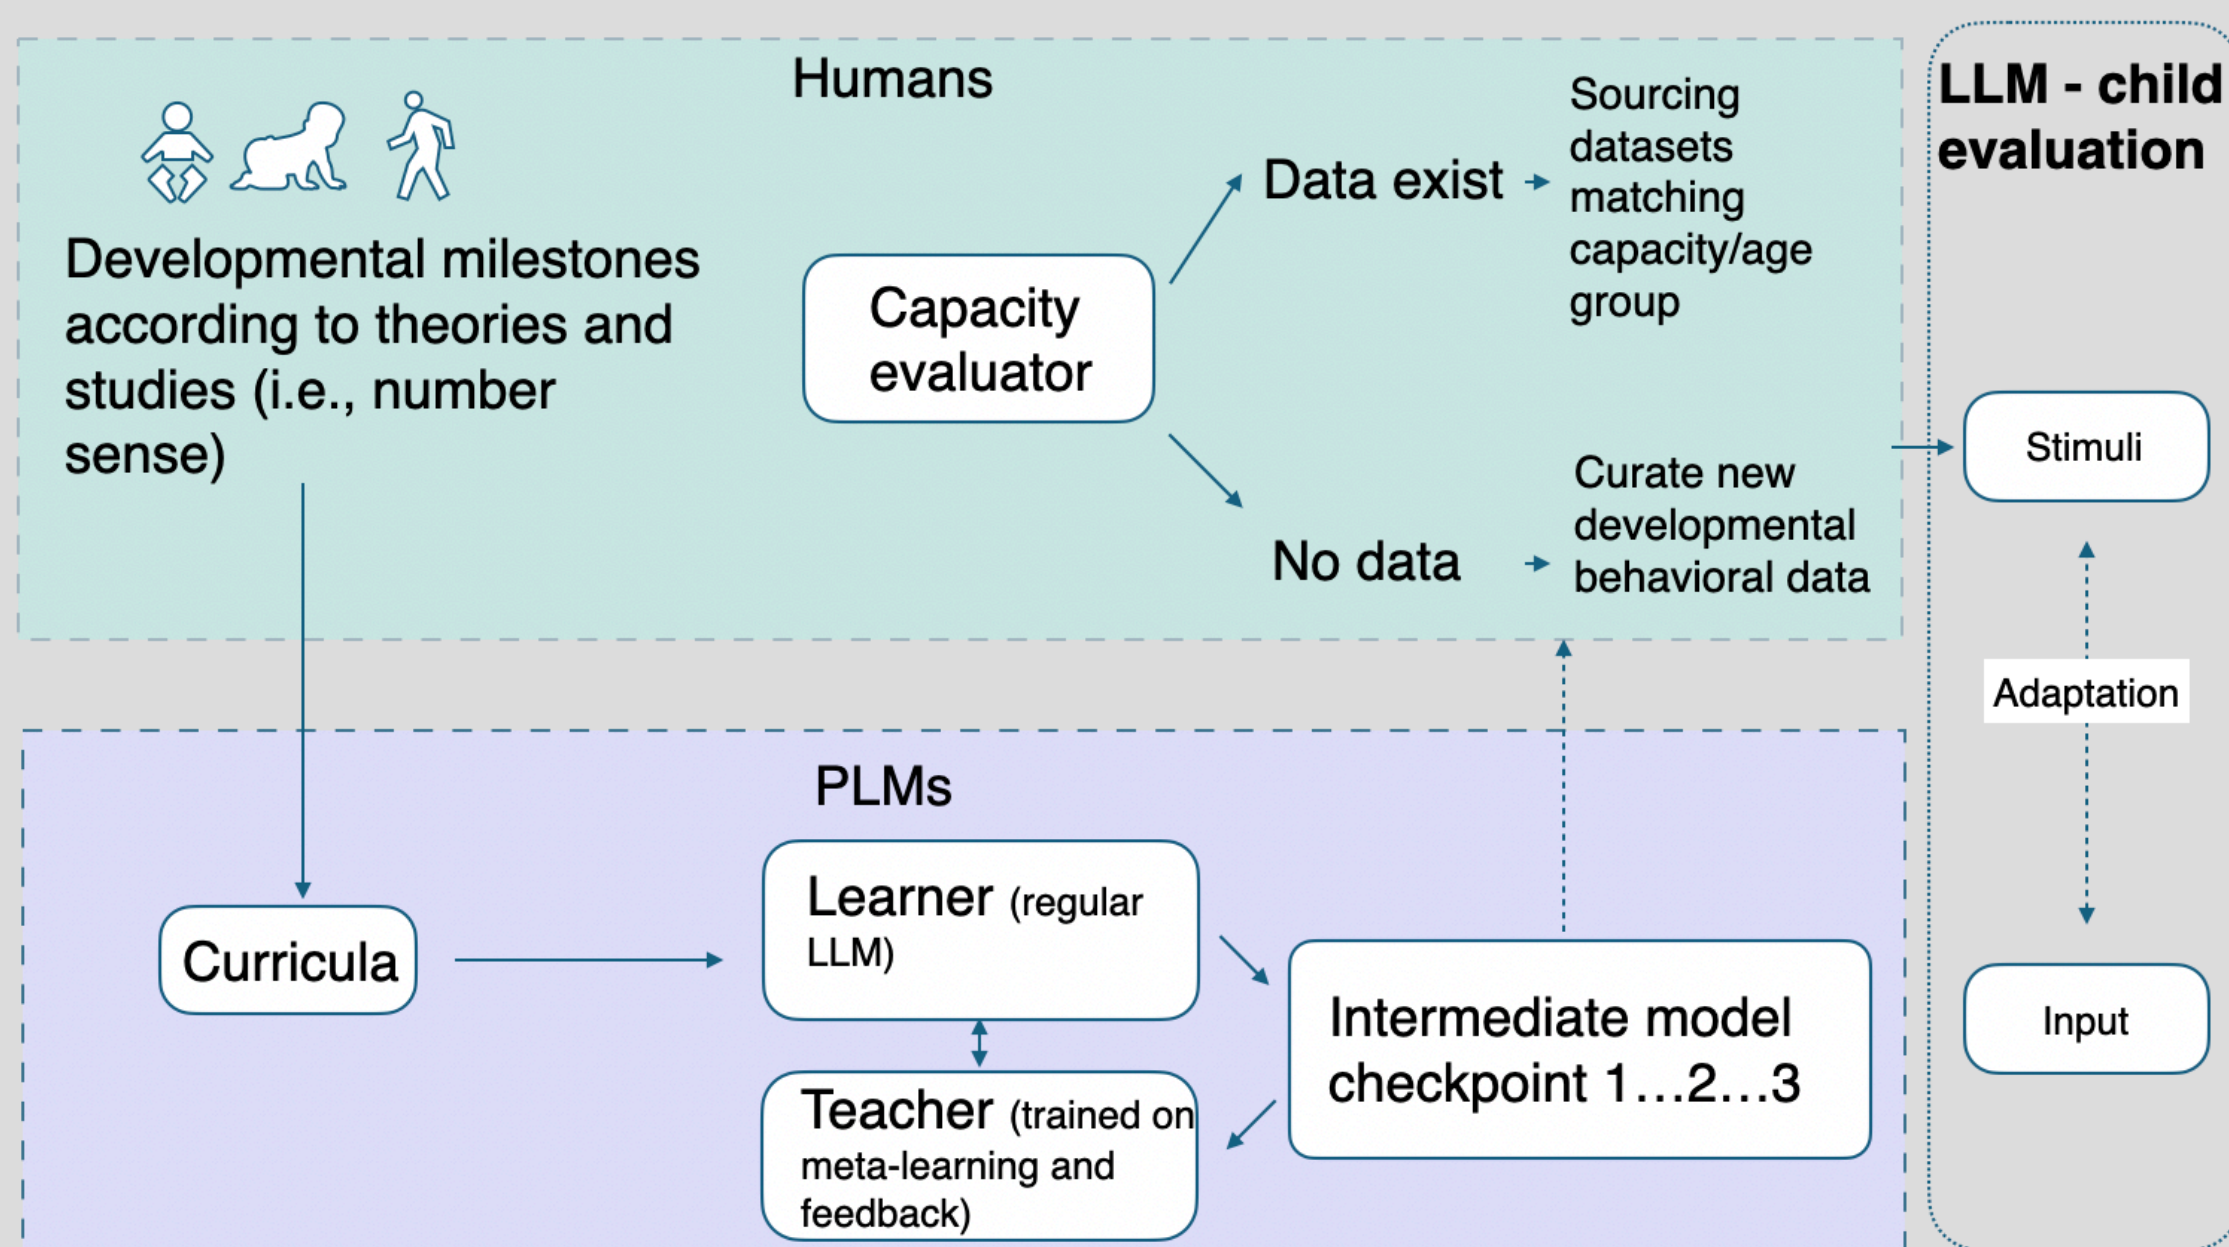 Humans
Developmental milestones
according to theories and
studies (i.e., number
sense)
Capacity
evaluator
Data exist
Sourcing
datasets
matching
capacity/age
group
No data
Curate new
developmental
behavioral data
PLMs
Curricula
Learner (regular
LLM)
Teacher (trained on
meta-learning and
feedback)
Intermediate model
checkpoint 1...2...3
LLM - child
evaluation
Stimuli
Adaptation
Input